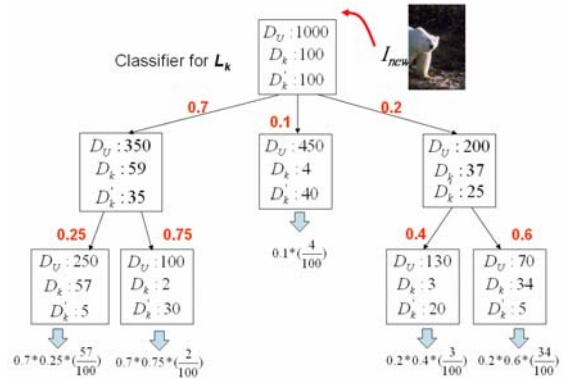 Classifier for L_k
D_U : 1000
D_k : 100
D'_k : 100
I_new
0.7
0.1
0.2
D_U : 350
D_k : 59
D'_k : 35
D_U : 450
D_k : 4
D'_k : 40
D_U : 200
D_k : 37
D'_k : 25
0.25
0.75
0.1*(4/100)
0.4
0.6
D_U : 250
D_k : 57
D'_k : 5
D_U : 100
D_k : 2
D'_k : 30
D_U : 130
D_k : 3
D'_k : 20
D_U : 70
D_k : 34
D'_k : 5
0.7*0.25*(57/100)
0.7*0.75*(2/100)
0.2*0.4*(3/100)
0.2*0.6*(34/100)